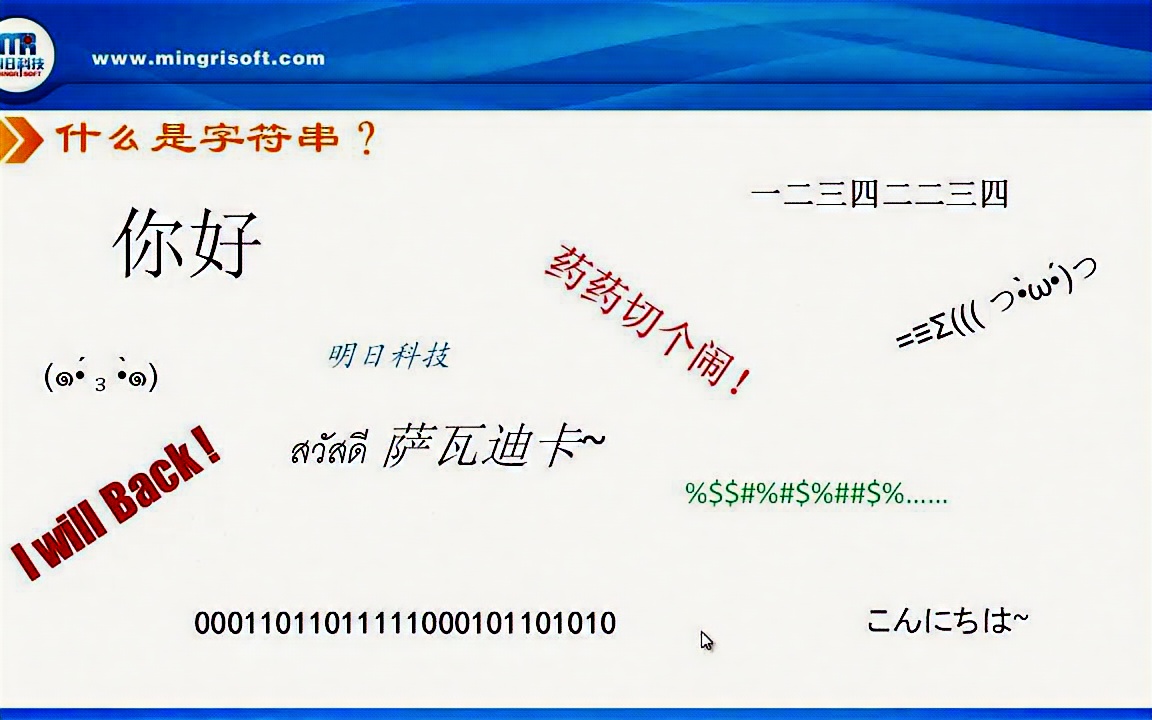 明日科技
MINGRISOFT
www.mingrisoft.com
什么是字符串？
一二三四二二三四
你好
药药切个闹！
=≡Σ((( つ•̀ω•́)つ
明日科技
(๑•́ ₃ •̀๑)
สวัสดี 萨瓦迪卡~
I will Back!
%$$#%#$%##$%……
0001101101111100010110101​0
こんにちは~